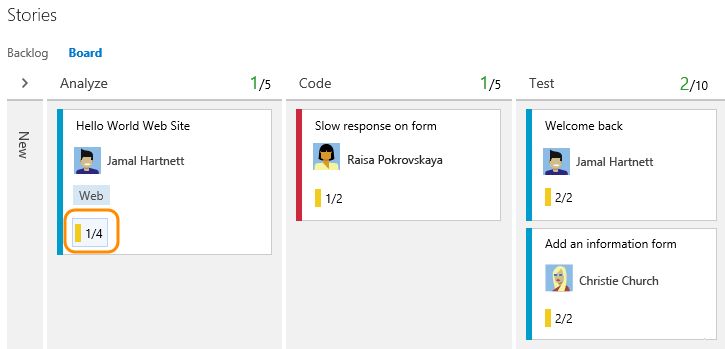 Stories
Backlog Board
Analyze 1/5 Code 1/5 Test 2/10
New
Hello World Web Site
Jamal Hartnett
Web
1/4
Slow response on form
Raisa Pokrovskaya
1/2
Welcome back
Jamal Hartnett
2/2
Add an information form
Christie Church
2/2